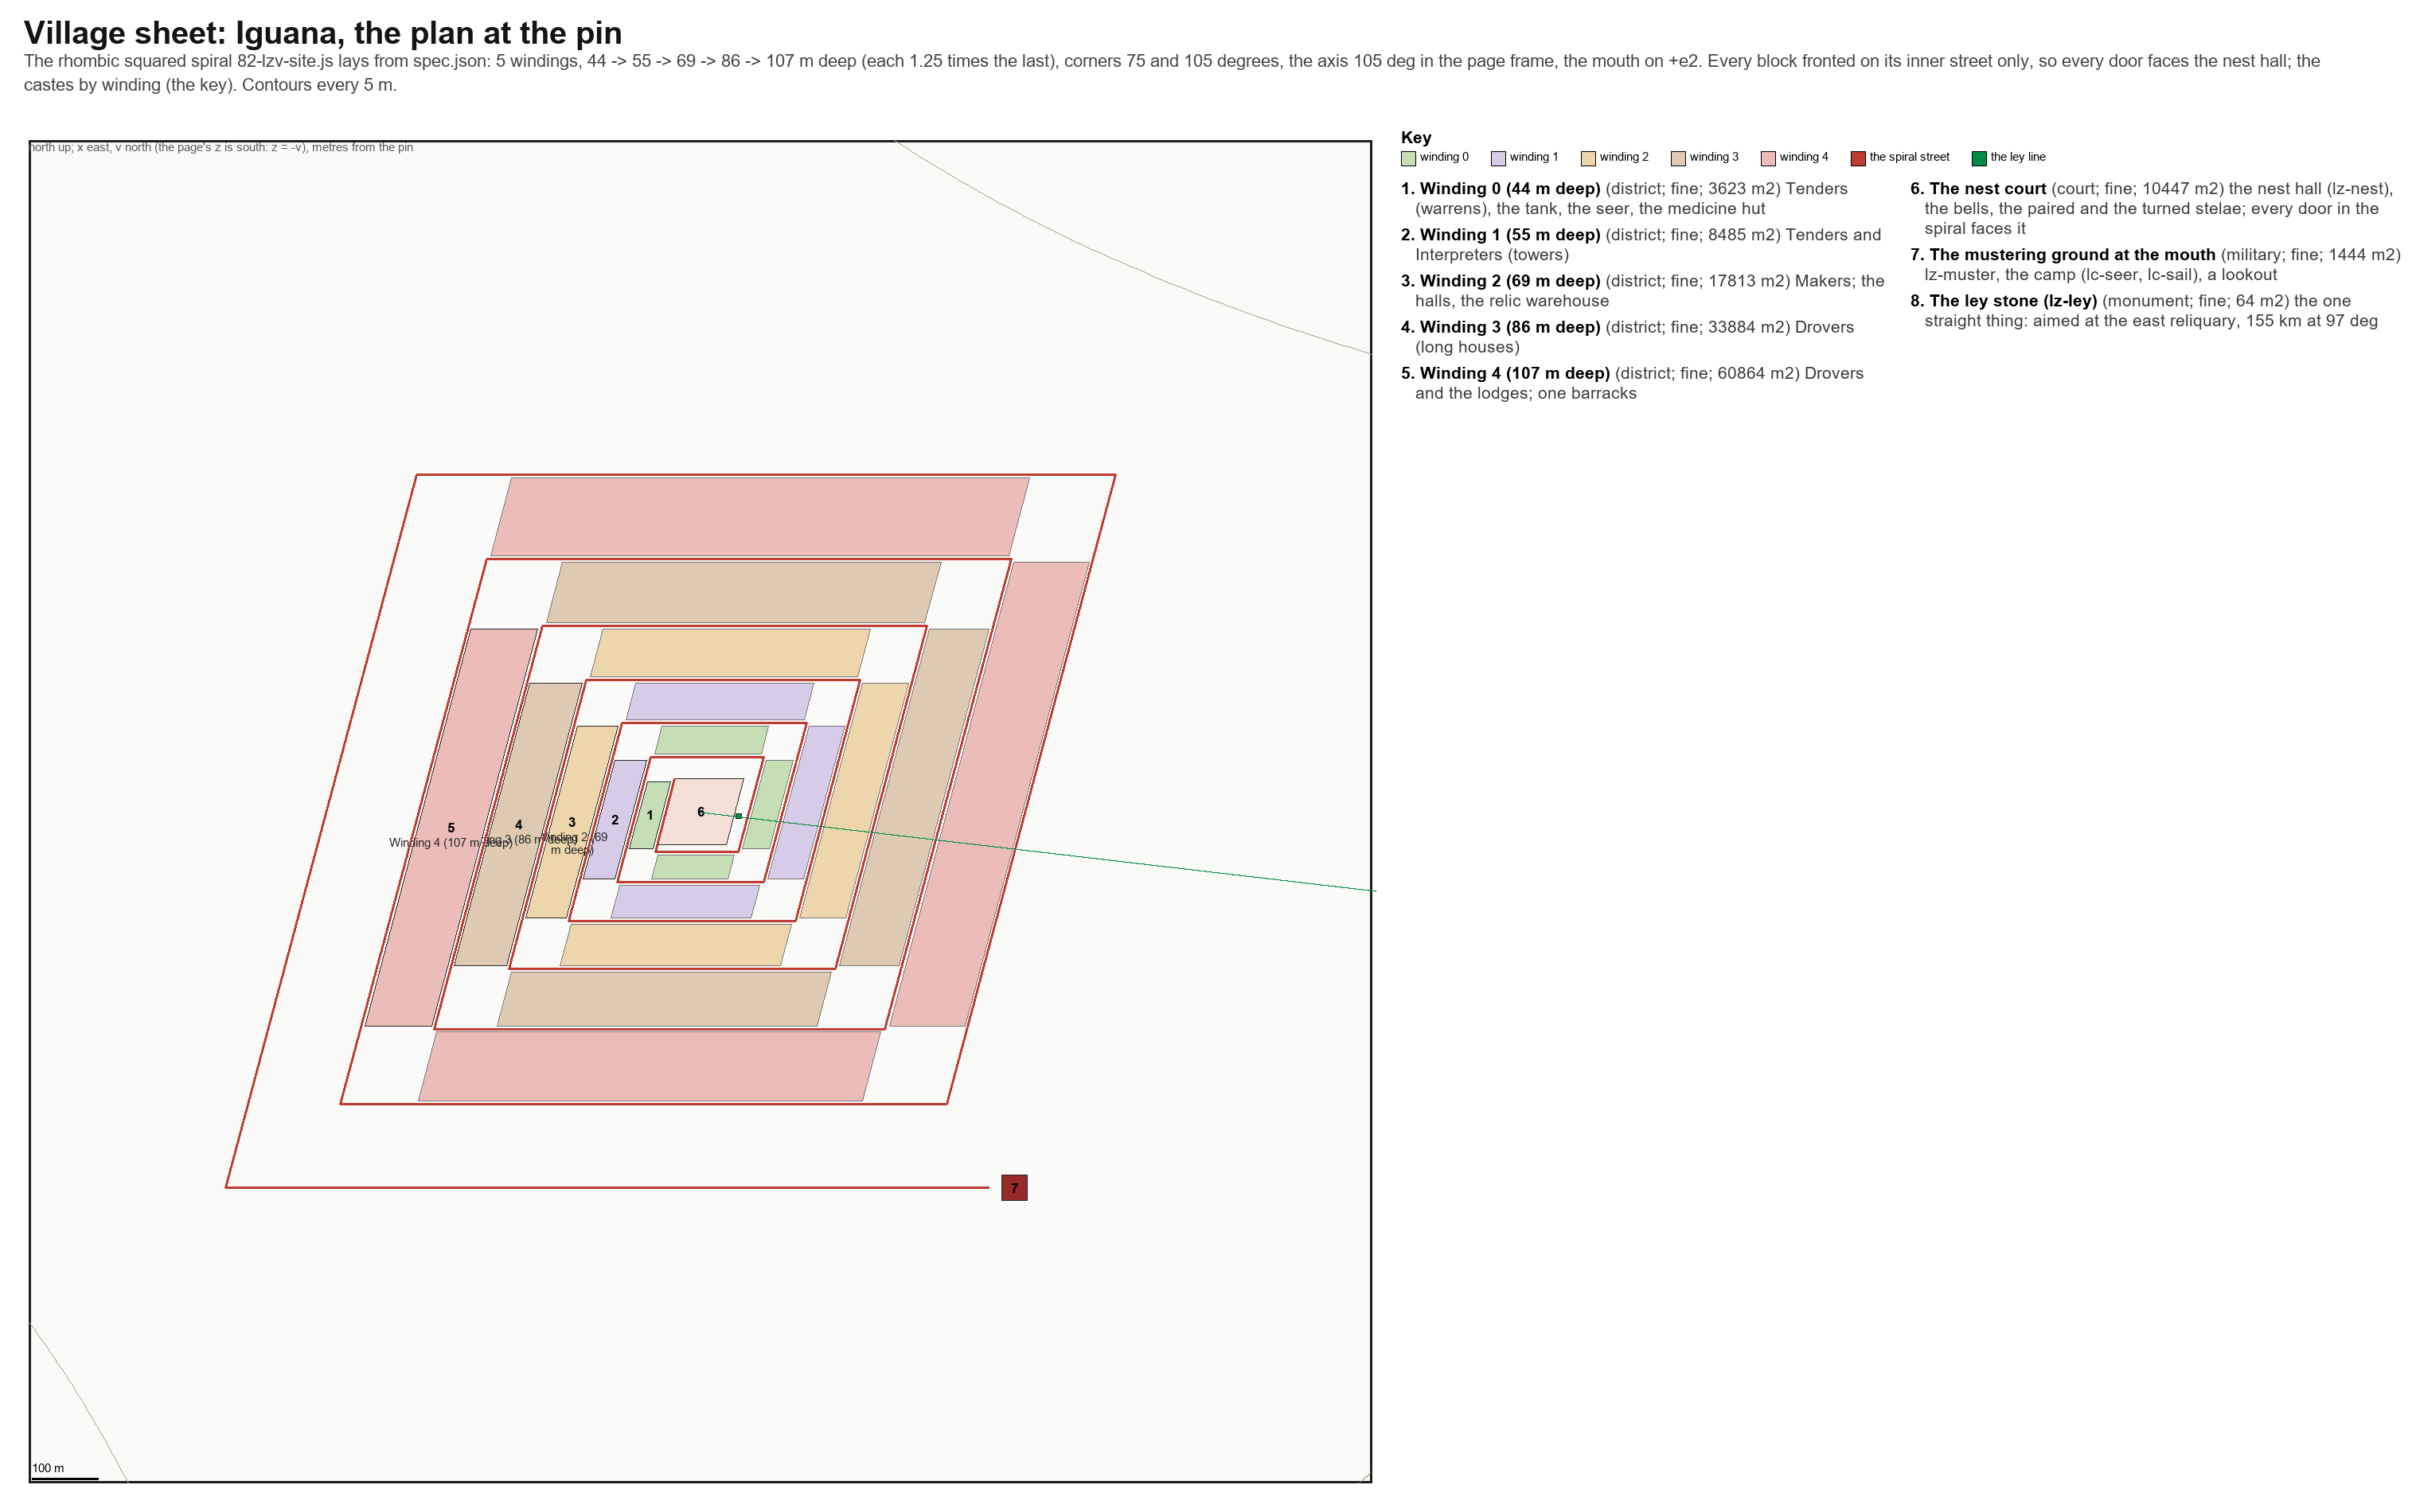 Village sheet: Iguana, the plan at the pin
The rhombic squared spiral 82-lzv-site.js lays from spec.json: 5 windings, 44 -> 55 -> 69 -> 86 -> 107 m deep (each 1.25 times the last), corners 75 and 105 degrees, the axis 105 deg in the page frame, the mouth on +e2. Every block fronted on its inner street only, so every door faces the nest hall; the
castes by winding (the key). Contours every 5 m.
north up; x east, v north (the page's z is south: z = -v), metres from the pin
Key
winding 0
winding 1
winding 2
winding 3
winding 4
the spiral street
the ley line
1. Winding 0 (44 m deep) (district; fine; 3623 m2) Tenders
(warrens), the tank, the seer, the medicine hut
2. Winding 1 (55 m deep) (district; fine; 8485 m2) Tenders and
Interpreters (towers)
3. Winding 2 (69 m deep) (district; fine; 17813 m2) Makers; the
halls, the relic warehouse
4. Winding 3 (86 m deep) (district; fine; 33884 m2) Drovers
(long houses)
5. Winding 4 (107 m deep) (district; fine; 60864 m2) Drovers
and the lodges; one barracks
6. The nest court (court; fine; 10447 m2) the nest hall (lz-nest),
the bells, the paired and the turned stelae; every door in the
spiral faces it
7. The mustering ground at the mouth (military; fine; 1444 m2)
lz-muster, the camp (lc-seer, lc-sail), a lookout
8. The ley stone (lz-ley) (monument; fine; 64 m2) the one
straight thing: aimed at the east reliquary, 155 km at 97 deg
6
1
2
3
4
5
Winding 4 (107 m deep)
3 (86 m deep)
Winding 2 (69
m deep)
7
100 m